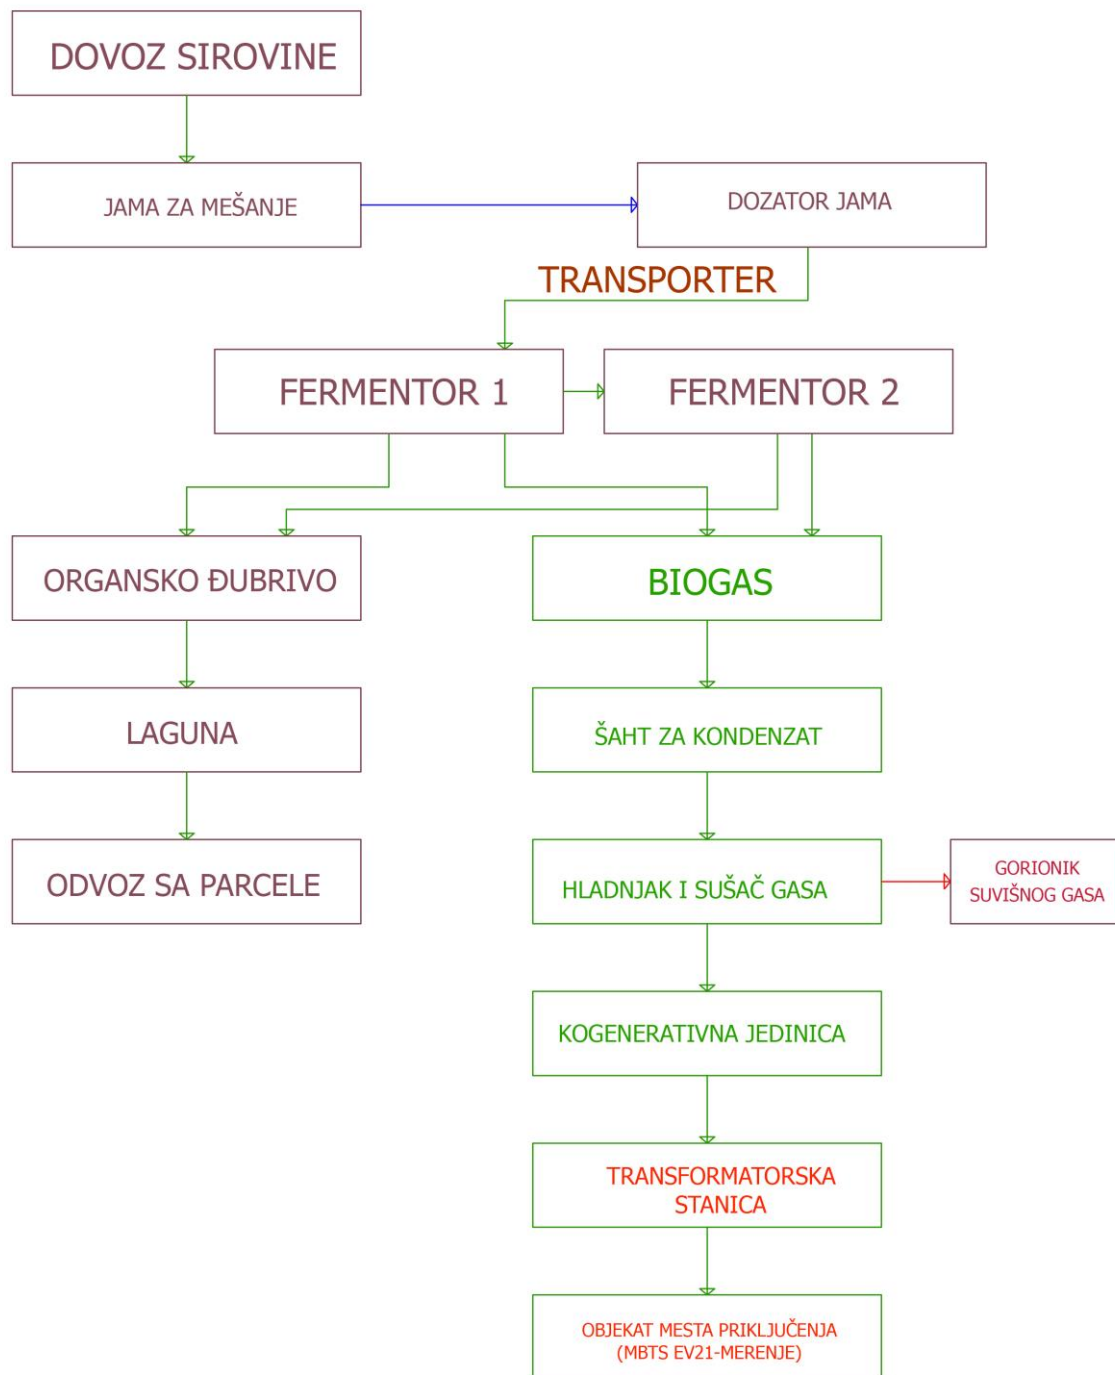 DOVOZ SIROVINE
JAMA ZA MEŠANJE
DOZATOR JAMA
TRANSPORTER
FERMENTOR 1
FERMENTOR 2
ORGANSKO ĐUBRIVO
BIOGAS
LAGUNA
ŠAHT ZA KONDENZAT
ODVOZ SA PARCELE
HLADNJAK I SUŠAČ GASA
GORIONIK
SUVIŠNOG GASA
KOGENERATIVNA JEDINICA
TRANSFORMATORSKA
STANICA
OBJEKAT MESTA PRIKLJUČENJA
(MBTS EV21-MERENJE)